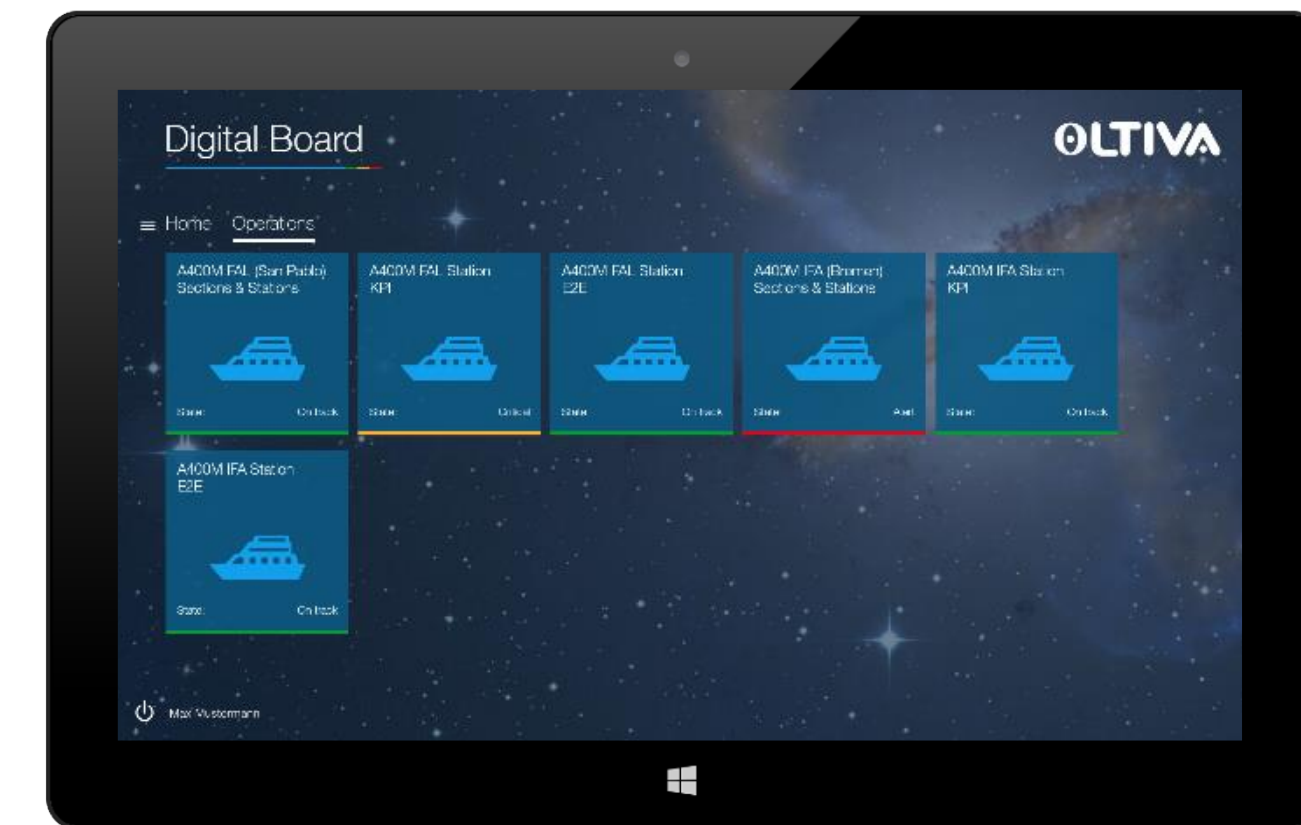 Digital Board
OLTIVA
Home Operations
A400M FAL (San Pablo)
Sections & Stations
State: On track
A400M FAL Station
KPI
State: Critical
A400M FAL Station
E2E
State: On track
A400M IFA (Bremen)
Sections & Stations
State: Alert
A400M IFA Station
KPI
State: On track
A400M IFA Station
E2E
State: On track
Max Mustermann